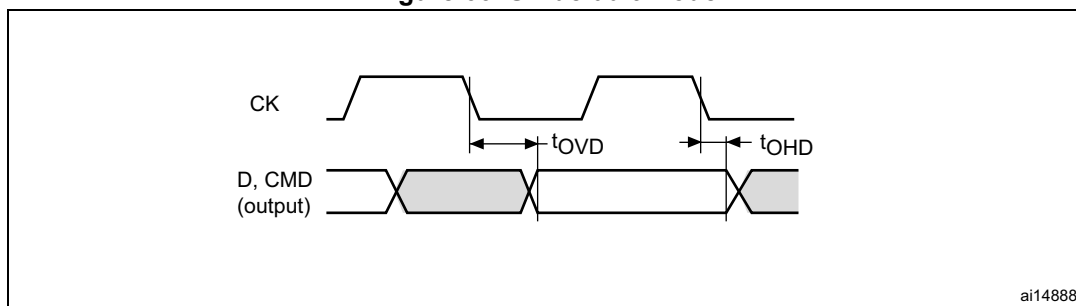 CK
tOVD
tOHD
D, CMD
(output)
ai14888